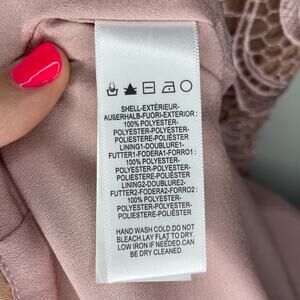 SHELL-EXTÉRIEUR-
AUßERHALB-FUORI-EXTERIOR :
100% POLYESTER-
POLYESTER-POLYESTER-
POLIESTERE-POLIÉSTER
LINING1-DOUBLURE1-
FUTTER1-FODERA1-FORRO1 :
100% POLYESTER-
POLYESTER-POLYESTER-
POLIESTERE-POLIÉSTER
LINING2-DOUBLURE2-
FUTTER2-FODERA2-FORRO2 :
100% POLYESTER-
POLYESTER-POLYESTER-
POLIESTERE-POLIÉSTER
HAND WASH COLD.DO NOT
BLEACH.LAY FLAT TO DRY.
LOW IRON IF NEEDED.CAN
BE DRY CLEANED.